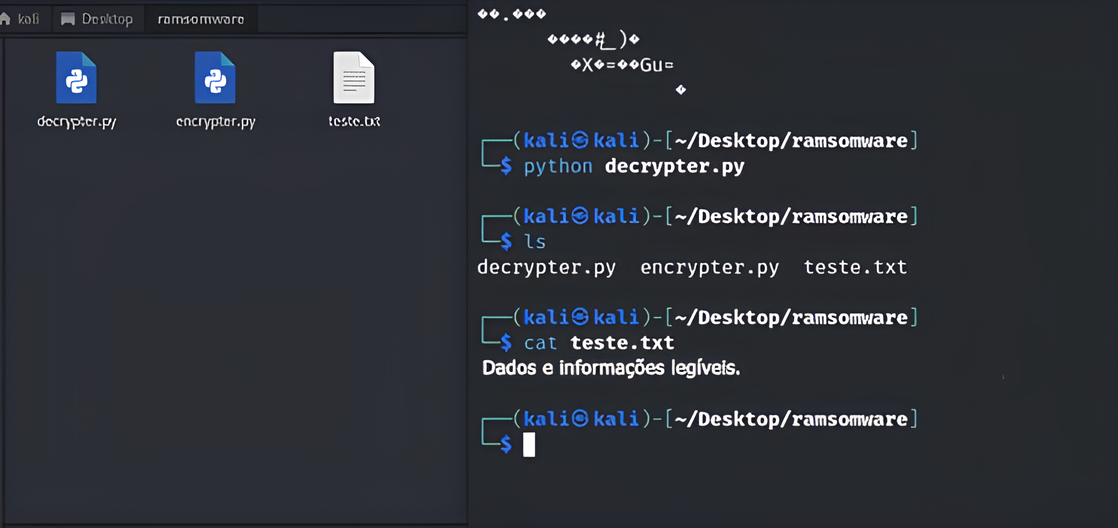 kali Desktop ramsomware
decrypter.py encrypter.py teste.txt
��.���
����#_)�
�X�=��Gu¤
�
┌──(kali㉿kali)-[~/Desktop/ramsomware]
└─$ python decrypter.py
┌──(kali㉿kali)-[~/Desktop/ramsomware]
└─$ ls
decrypter.py encrypter.py teste.txt
┌──(kali㉿kali)-[~/Desktop/ramsomware]
└─$ cat teste.txt
Dados e informações legíveis.
┌──(kali㉿kali)-[~/Desktop/ramsomware]
└─$